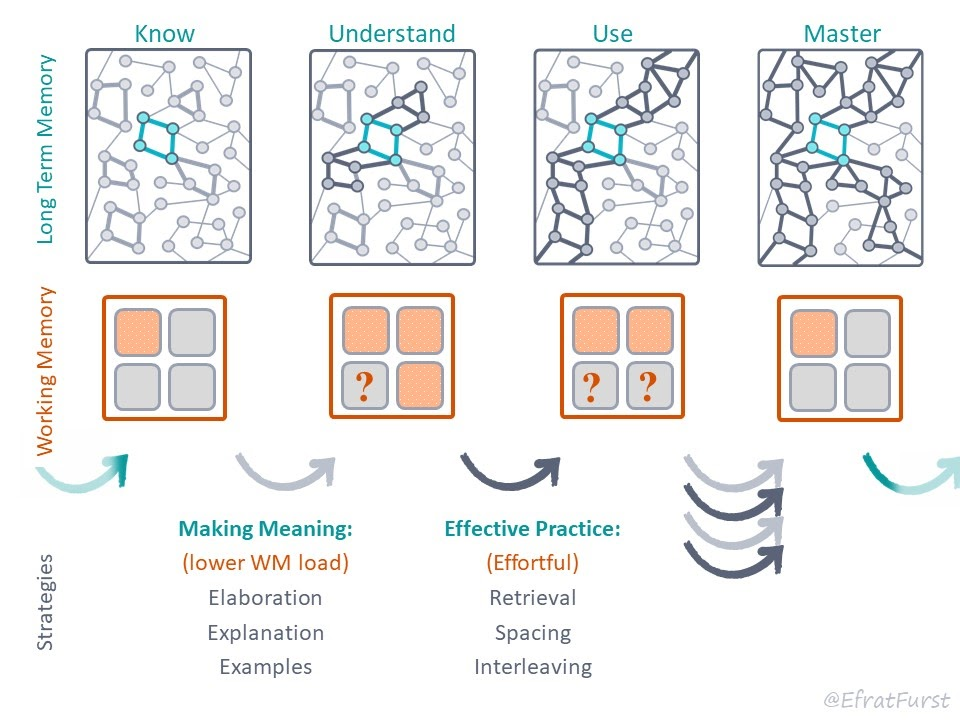 Know Understand Use Master
Long Term Memory
Working Memory
?
? ?
Strategies
Making Meaning:
(lower WM load)
Elaboration
Explanation
Examples
Effective Practice:
(Effortful)
Retrieval
Spacing
Interleaving
@EfratFurst